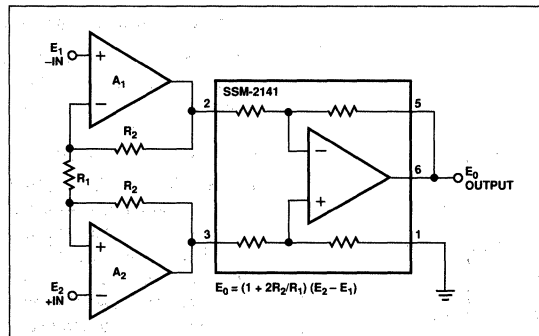 E1
–IN
+
A1
–
R2
R1
R2
+
A2
–
E2
+IN
SSM-2141
2
5
–
+
6
E0
OUTPUT
3
1
E0 = (1 + 2R2/R1) (E2 – E1)